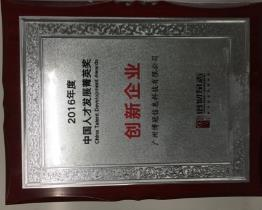 2016年度
中国人才发展菁英奖
China Talent Development Awards
创新企业
广州博冠信息科技有限公司